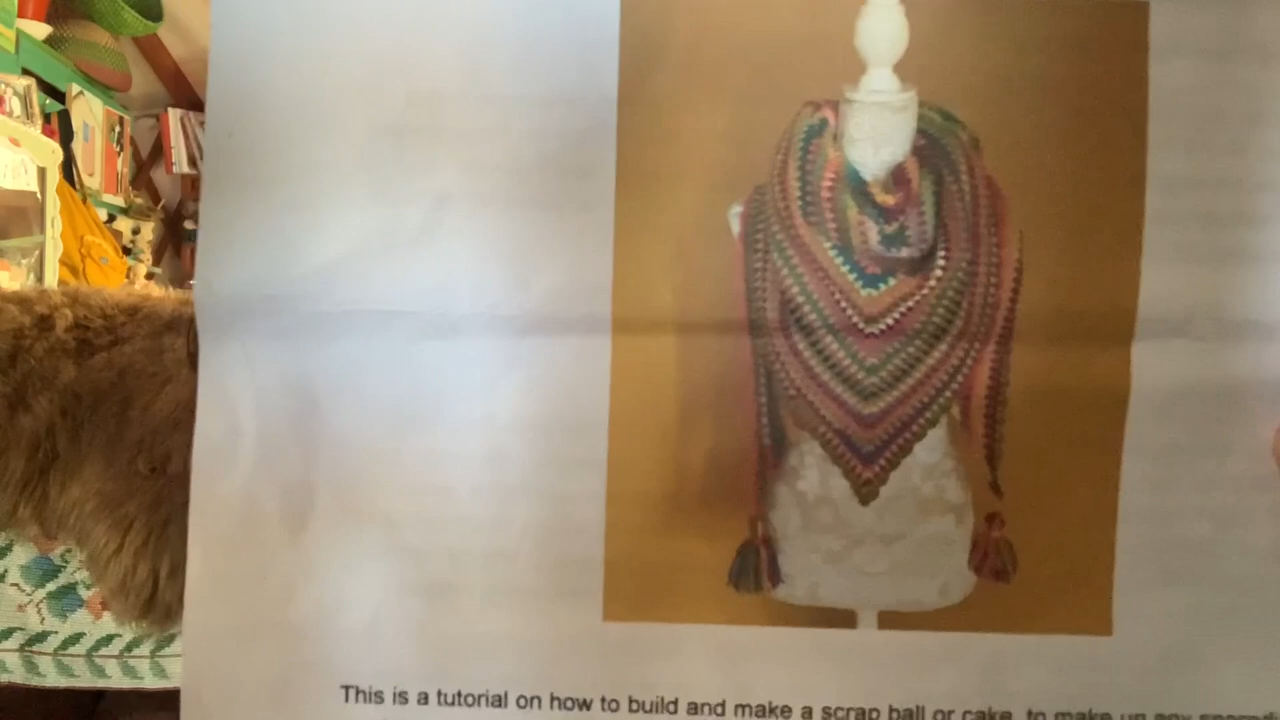 This is a tutorial on how to build and make a scrap ball or cake, to make up any